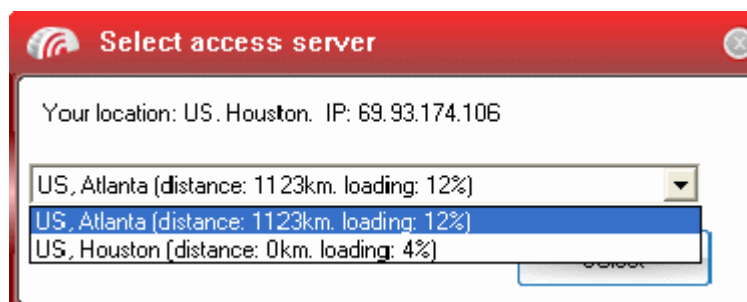 Select access server
Your location: US. Houston. IP: 69.93.174.106
US, Atlanta (distance: 1123km. loading: 12%)
US, Atlanta (distance: 1123km. loading: 12%)
US, Houston (distance: 0km. loading: 4%)